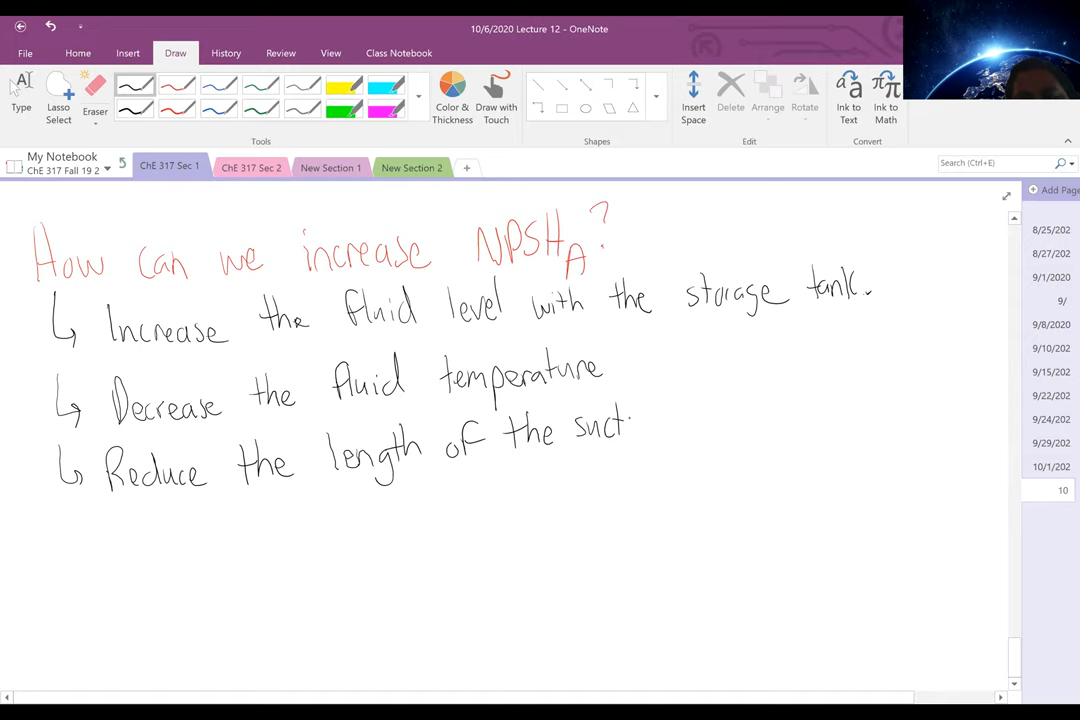 10/6/2020 Lecture 12 - OneNote
File Home Insert Draw History Review View Class Notebook
Type
Lasso Select
Eraser
Color & Thickness
Draw with Touch
Insert Space
Delete
Arrange
Rotate
Ink to Text
Ink to Math
Tools Shapes Edit Convert
My Notebook
ChE 317 Fall 19 2
ChE 317 Sec 1 ChE 317 Sec 2 New Section 1 New Section 2 +
Search (Ctrl+E)
Add Page
How can we increase NPSHA?
↳ Increase the fluid level with the storage tank.
↳ Decrease the fluid temperature
↳ Reduce the length of the suct
8/25/202
8/27/202
9/1/2020
9/
9/8/2020
9/10/202
9/15/202
9/22/202
9/24/202
9/29/202
10/1/202
10